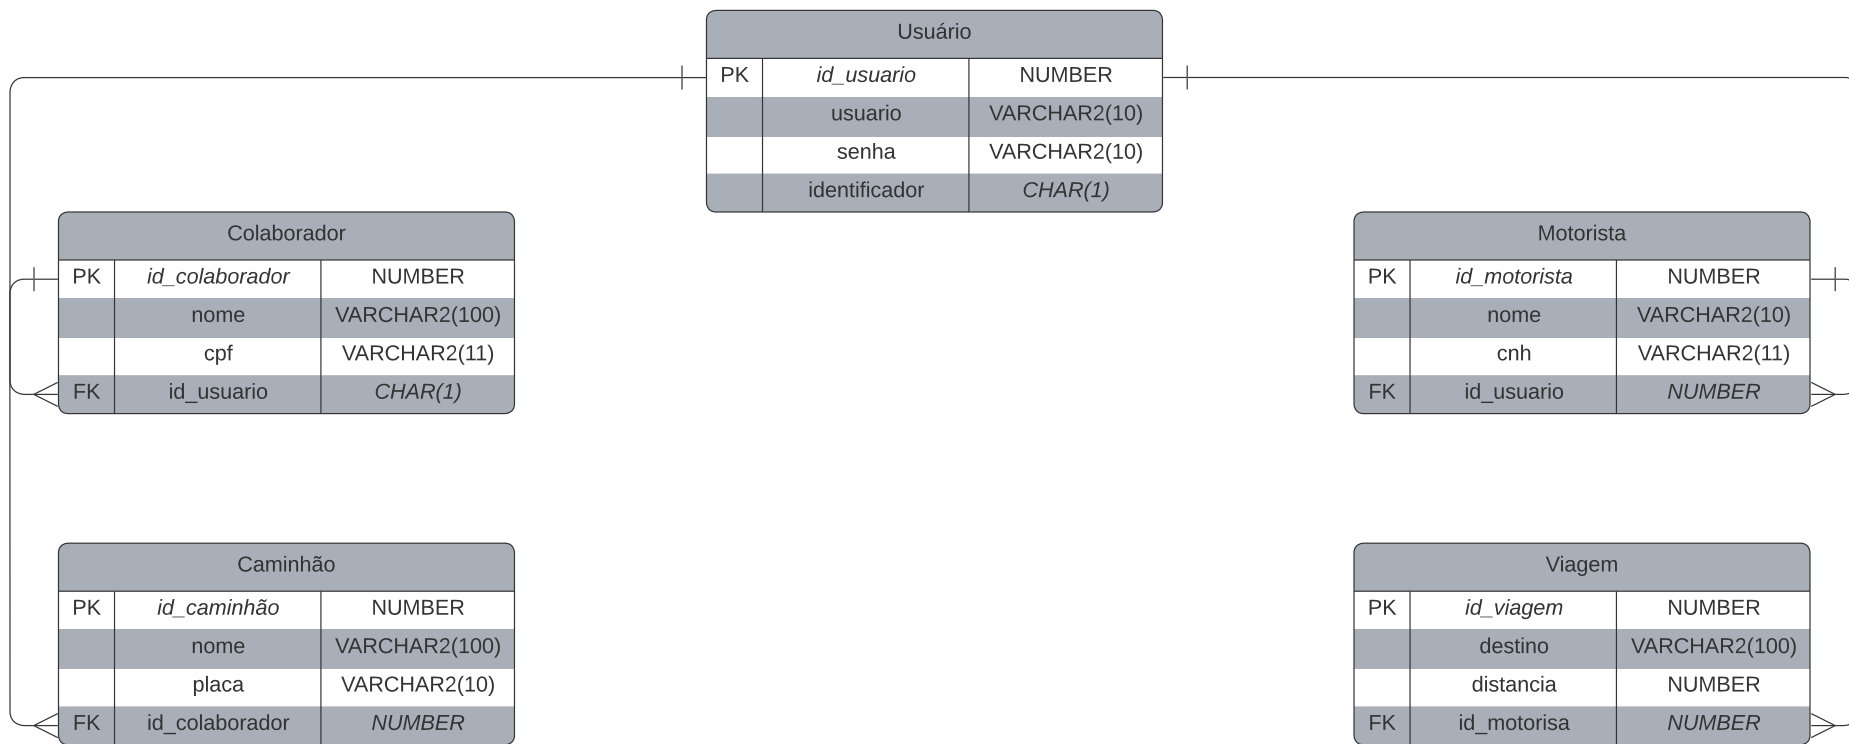 Usuário
PK id_usuario NUMBER
usuario VARCHAR2(10)
senha VARCHAR2(10)
identificador CHAR(1)
Colaborador
PK id_colaborador NUMBER
nome VARCHAR2(100)
cpf VARCHAR2(11)
FK id_usuario CHAR(1)
Motorista
PK id_motorista NUMBER
nome VARCHAR2(10)
cnh VARCHAR2(11)
FK id_usuario NUMBER
Caminhão
PK id_caminhão NUMBER
nome VARCHAR2(100)
placa VARCHAR2(10)
FK id_colaborador NUMBER
Viagem
PK id_viagem NUMBER
destino VARCHAR2(100)
distancia NUMBER
FK id_motorisa NUMBER